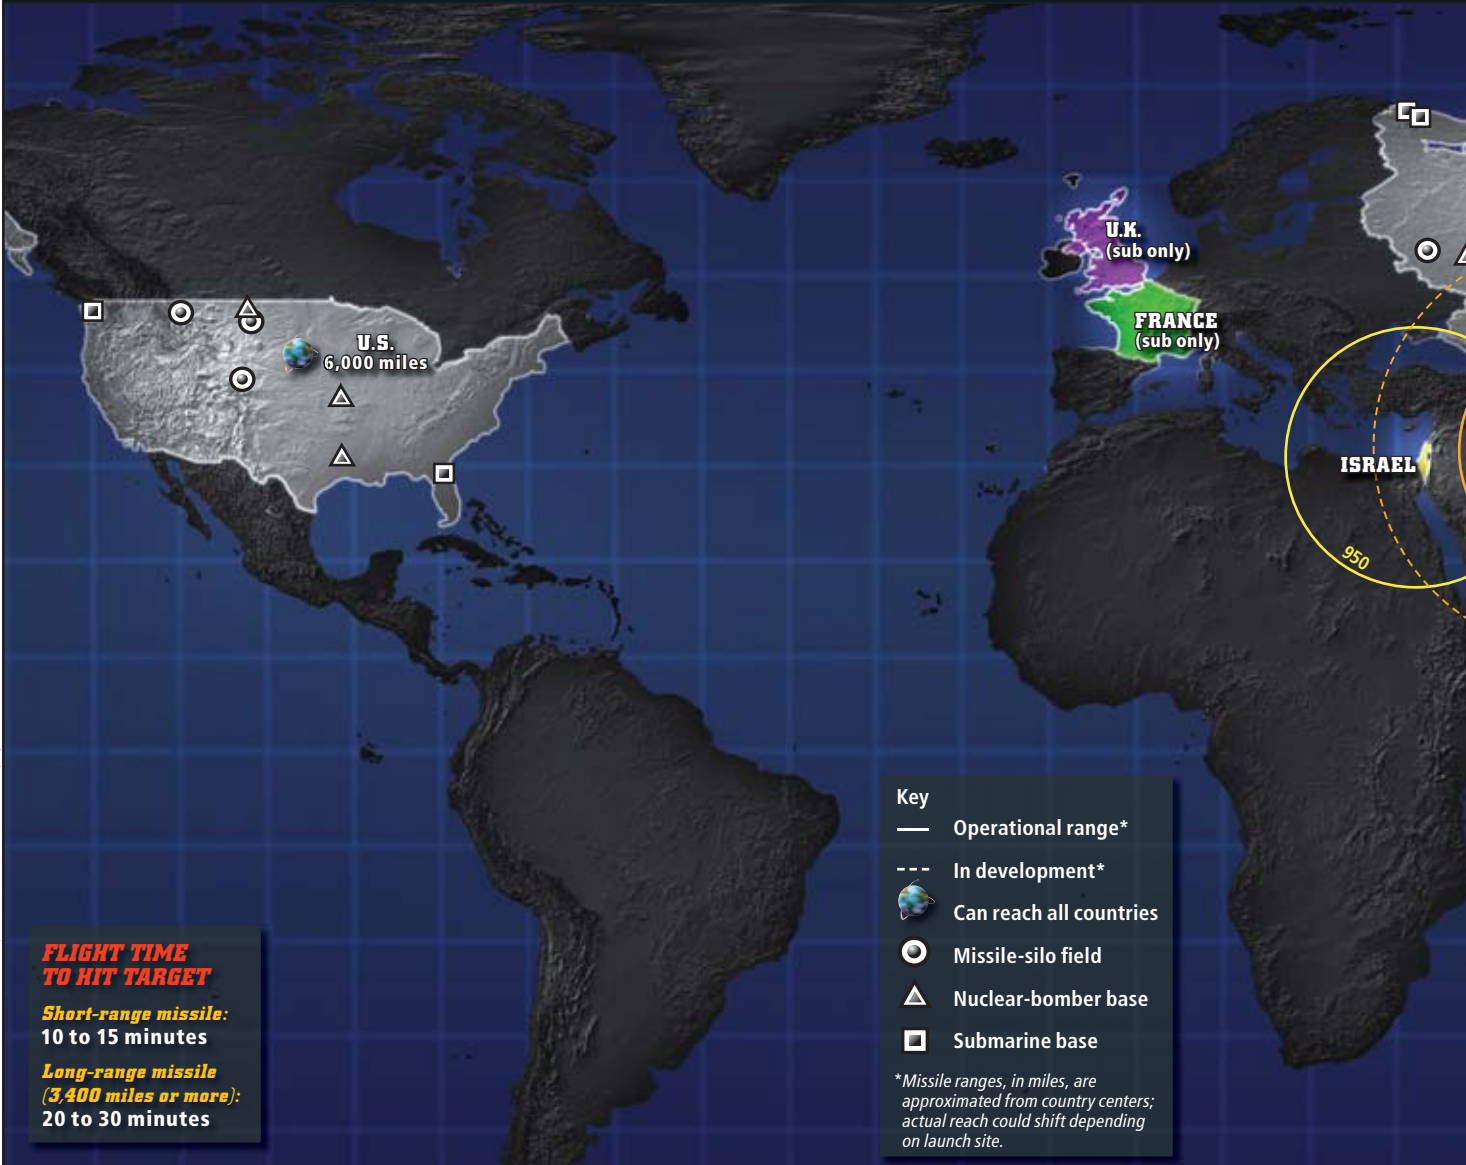 U.K.
(sub only)
FRANCE
(sub only)
U.S.
6,000 miles
ISRAEL
950
Key
Operational range*
In development*
Can reach all countries
Missile-silo field
Nuclear-bomber base
Submarine base
*Missile ranges, in miles, are
approximated from country centers;
actual reach could shift depending
on launch site.
FLIGHT TIME
TO HIT TARGET
Short-range missile:
10 to 15 minutes
Long-range missile
(3,400 miles or more):
20 to 30 minutes